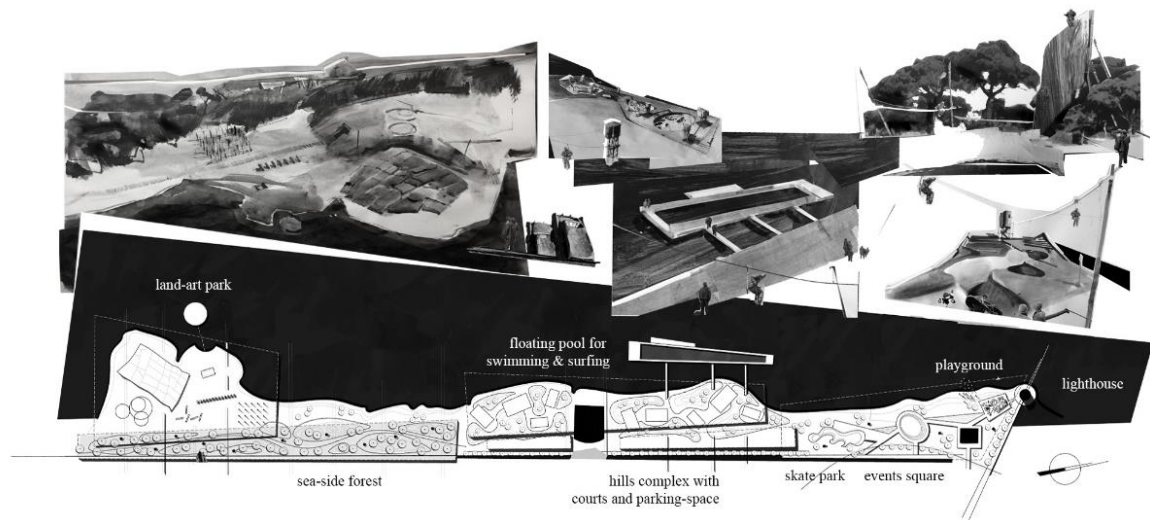 land-art park
floating pool for
swimming & surfing
playground
lighthouse
sea-side forest
hills complex with
courts and parking-space
skate park
events square